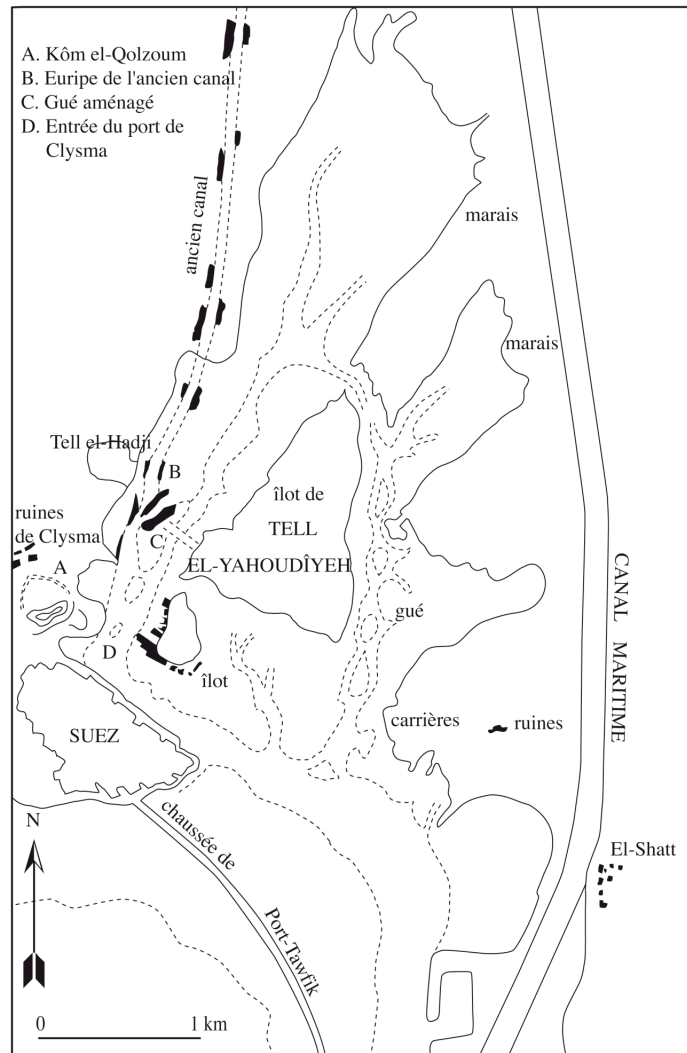 A. Kôm el-Qolzoum
B. Euripe de l'ancien canal
C. Gué aménagé
D. Entrée du port de
Clysma
ancien canal
marais
marais
Tell el-Hadji
B
îlot de
TELL
EL-YAHOUDÎYEH
ruines
de Clysma
C
A
CANAL MARITIME
gué
D
îlot
carrières
ruines
SUEZ
N
chaussée de
Port-Tawfik
El-Shatt
0 1 km